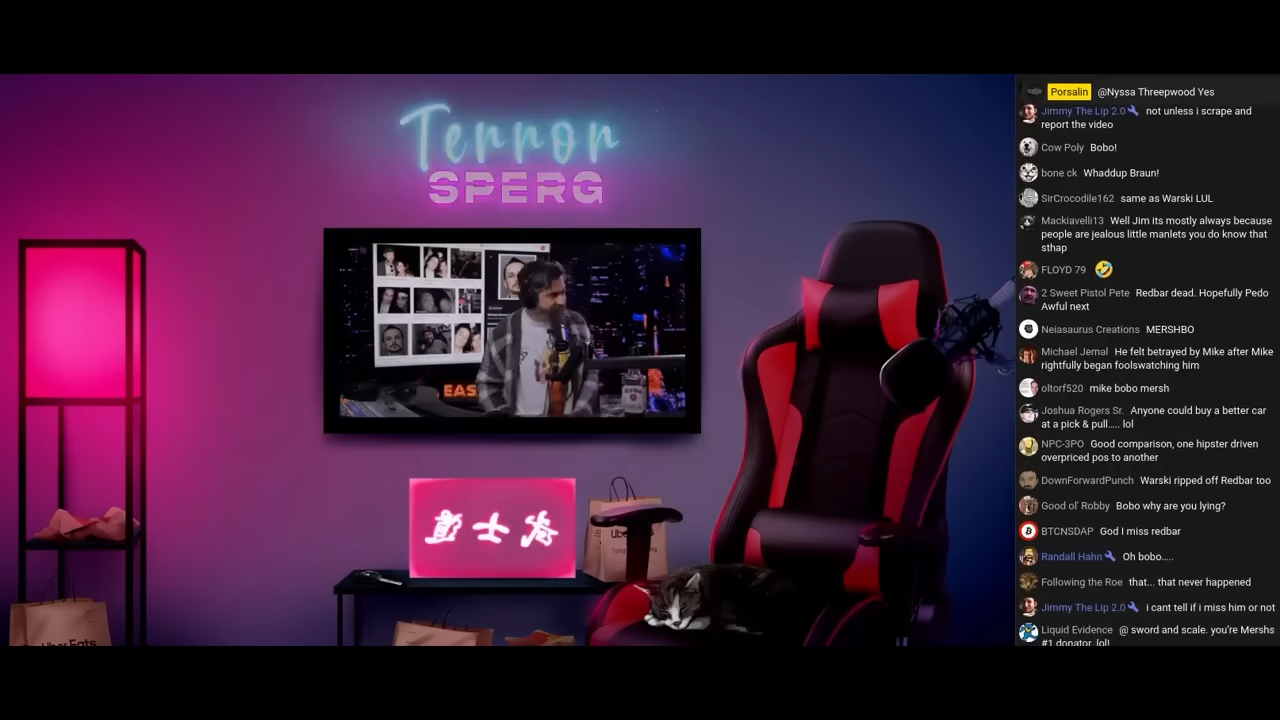 Terror
SPERG
EAS
武士道
Uber Eats
Porsalin @Nyssa Threepwood Yes
Jimmy The Lip 2.0 not unless i scrape and
report the video
Cow Poly Bobo!
bone ck Whaddup Braun!
SirCrocodile162 same as Warski LUL
Mackiavelli13 Well Jim its mostly always because
people are jealous little manlets you do know that
sthap
FLOYD 79 🤣
2 Sweet Pistol Pete Redbar dead. Hopefully Pedo
Awful next
Neiasaurus Creations MERSHBO
Michael Jemal He felt betrayed by Mike after Mike
rightfully began foolswatching him
oltorf520 mike bobo mersh
Joshua Rogers Sr. Anyone could buy a better car
at a pick & pull..... lol
NPC-3PO Good comparison, one hipster driven
overpriced pos to another
DownForwardPunch Warski ripped off Redbar too
Good ol' Robby Bobo why are you lying?
BTCNSDAP God I miss redbar
Randall Hahn Oh bobo.....
Following the Roe that... that never happened
Jimmy The Lip 2.0 i cant tell if i miss him or not
Liquid Evidence @ sword and scale. you're Mershs
#1 donator. lol!